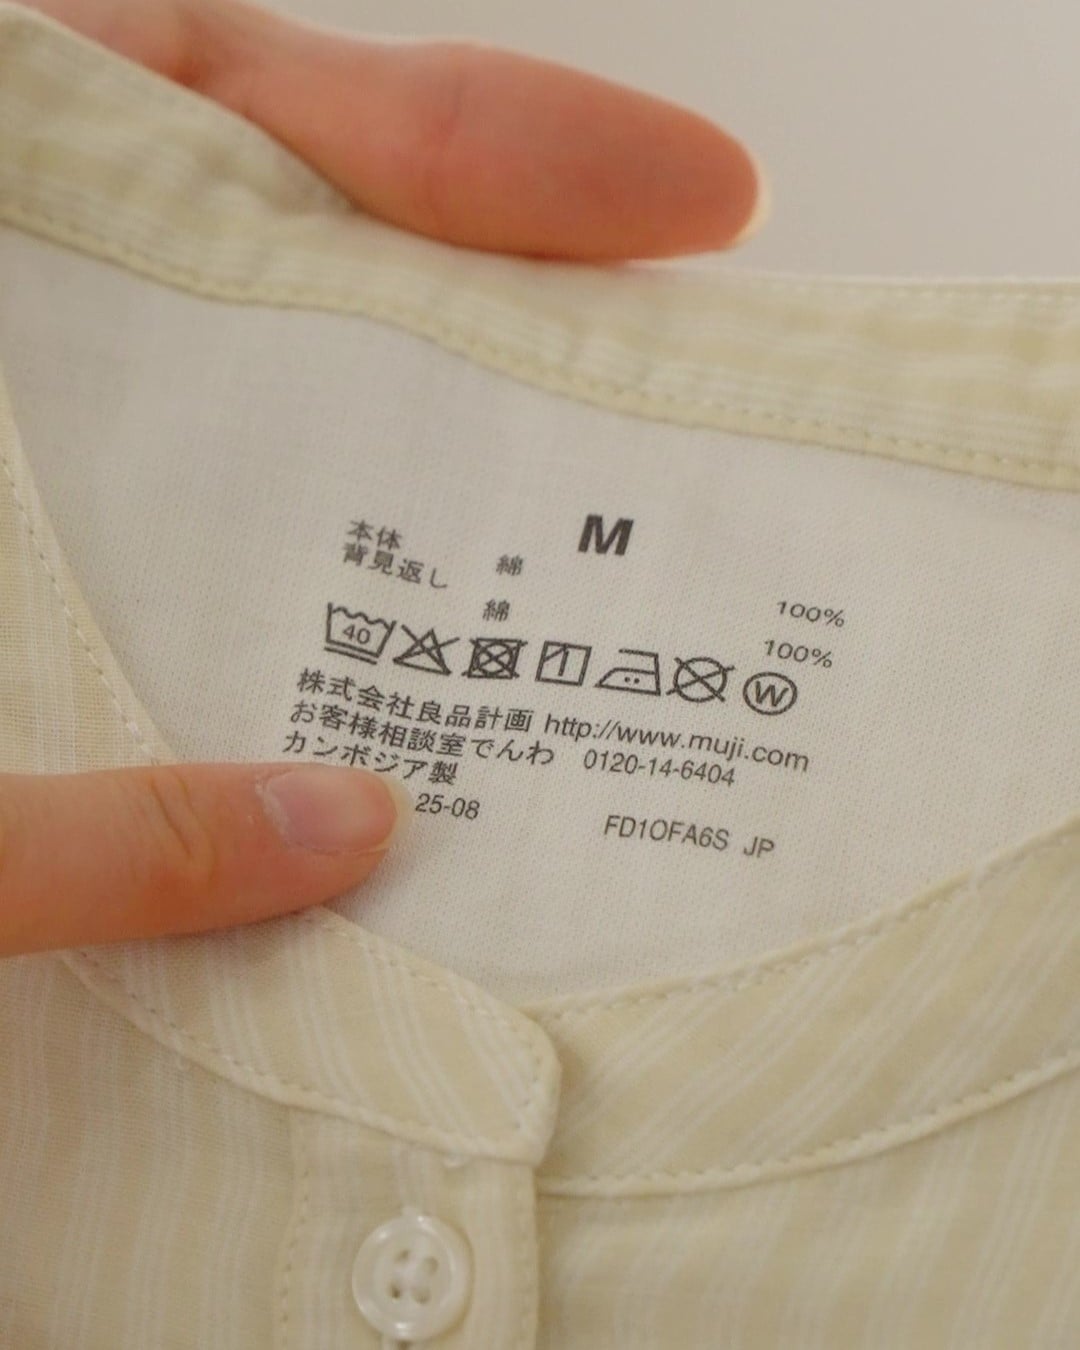 M
本体 綿 100%
背見返し 綿 100%
40 W
株式会社良品計画 http://www.muji.com
お客様相談室でんわ 0120-14-6404
カンボジア製
25-08 FD1OFA6S JP